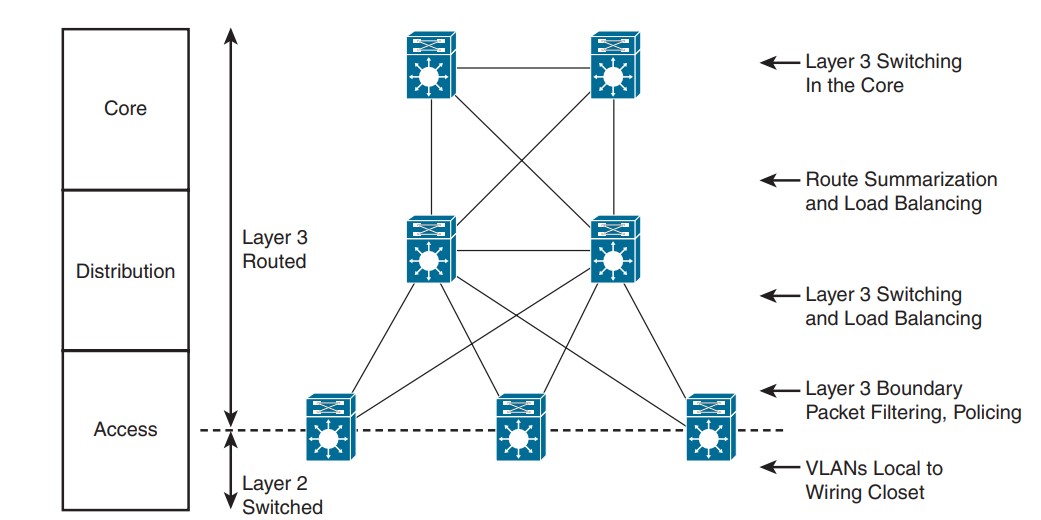 Core
Distribution
Access
Layer 3
Routed
Layer 2
Switched
Layer 3 Switching
In the Core
Route Summarization
and Load Balancing
Layer 3 Switching
and Load Balancing
Layer 3 Boundary
Packet Filtering, Policing
VLANs Local to
Wiring Closet